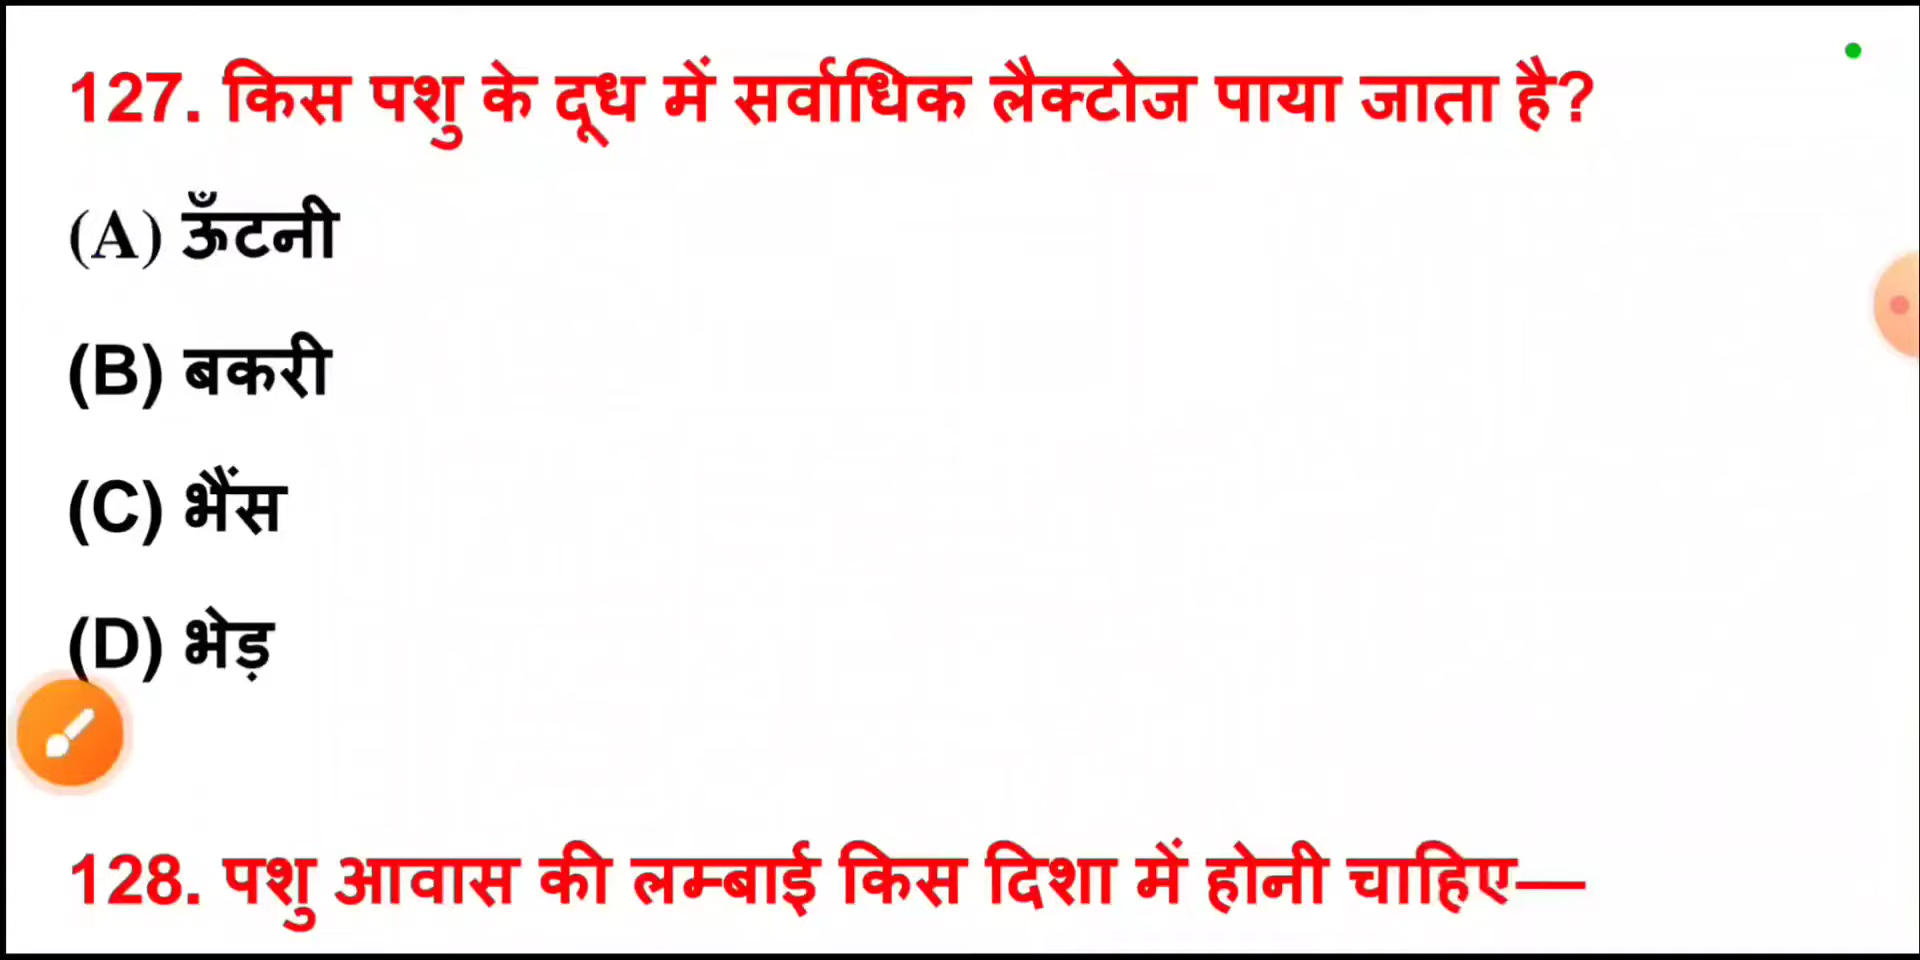 127. किस पशु के दूध में सर्वाधिक लैक्टोज पाया जाता है?
(A) ऊँटनी
(B) बकरी
(C) भैंस
(D) भेड़
128. पशु आवास की लम्बाई किस दिशा में होनी चाहिए—